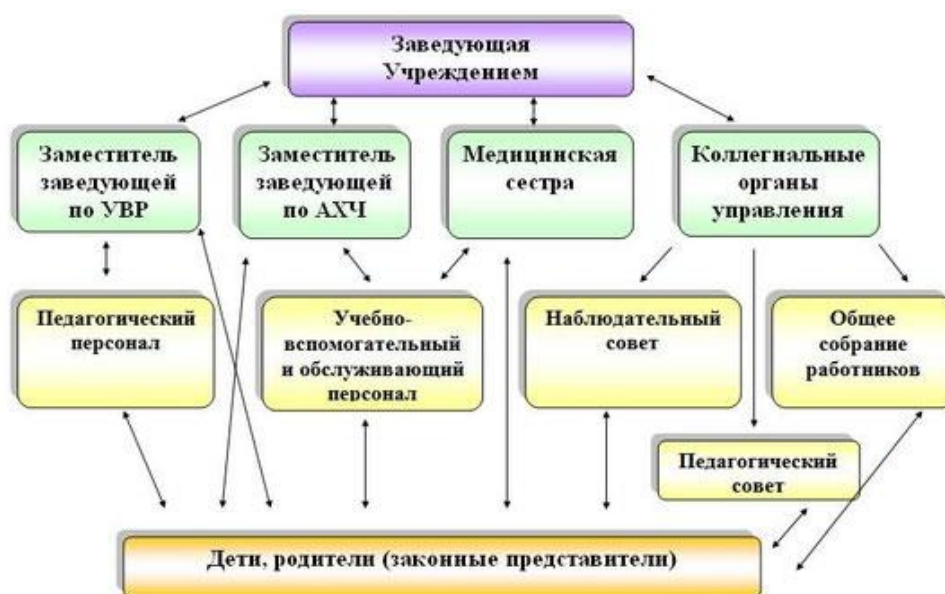 Заведующая
Учреждением
Заместитель
заведующей
по УВР
Заместитель
заведующей
по АХЧ
Медицинская
сестра
Коллегиальные
органы
управления
Педагогический
персонал
Учебно-
вспомогательный
и обслуживающий
персонал
Наблюдательный
совет
Общее
собрание
работников
Педагогический
совет
Дети, родители (законные представители)